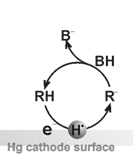 B⁻
BH
RH
R⁻
e⁻
H•
Hg cathode surface